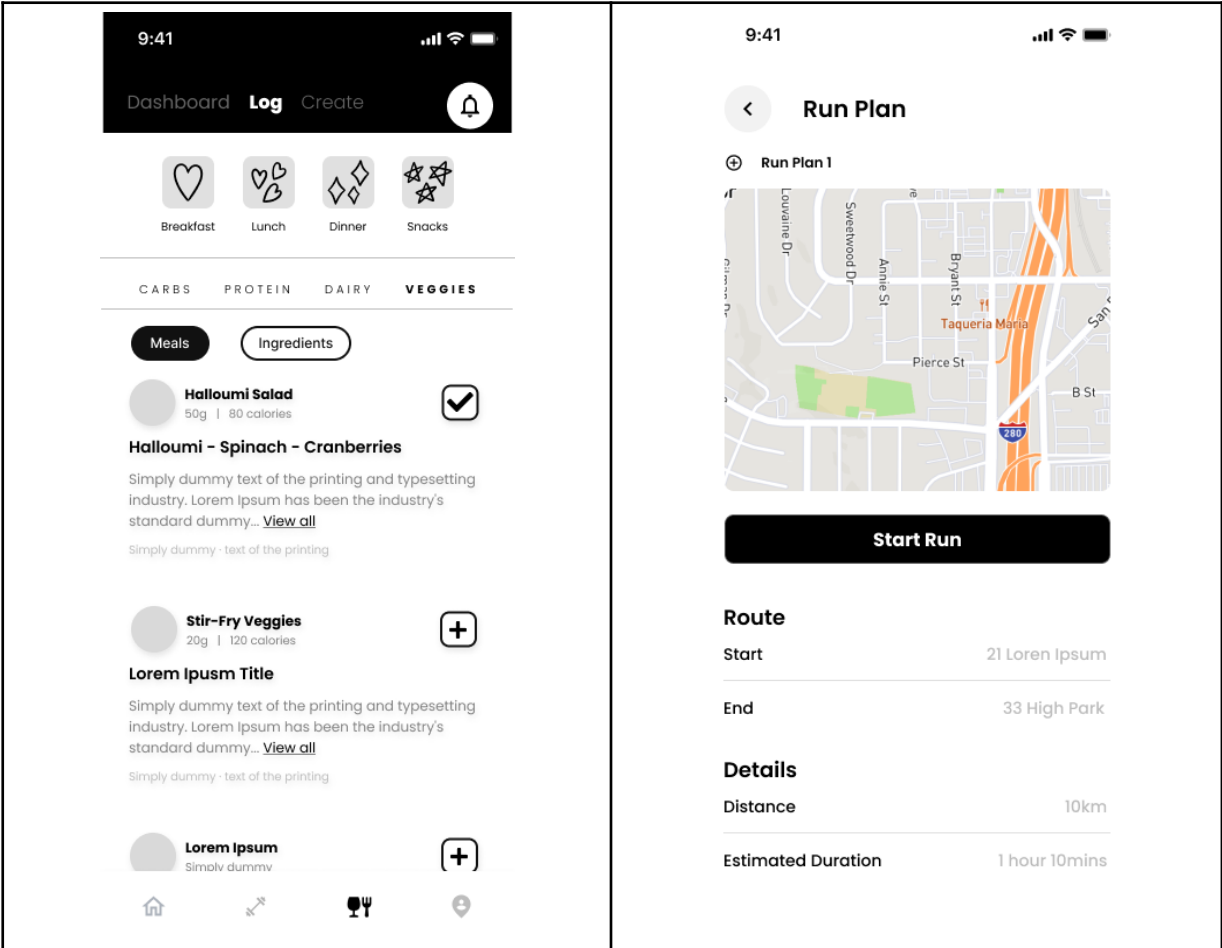 9:41
Dashboard Log Create
Breakfast Lunch Dinner Snacks
CARBS PROTEIN DAIRY VEGGIES
Meals Ingredients
Halloumi Salad
50g | 80 calories
Halloumi - Spinach - Cranberries
Simply dummy text of the printing and typesetting
industry. Lorem Ipsum has been the industry's
standard dummy... View all
Simply dummy · text of the printing
Stir-Fry Veggies
20g | 120 calories
Lorem Ipusm Title
Simply dummy text of the printing and typesetting
industry. Lorem Ipsum has been the industry's
standard dummy... View all
Simply dummy · text of the printing
Lorem Ipsum
Simply dummy
9:41
Run Plan
Run Plan 1
Louvaine Dr
Sweetwood Dr
Annie St
Bryant St
Taqueria Maria
San
Pierce St
B St
280
Start Run
Route
Start 21 Loren Ipsum
End 33 High Park
Details
Distance 10km
Estimated Duration 1 hour 10mins